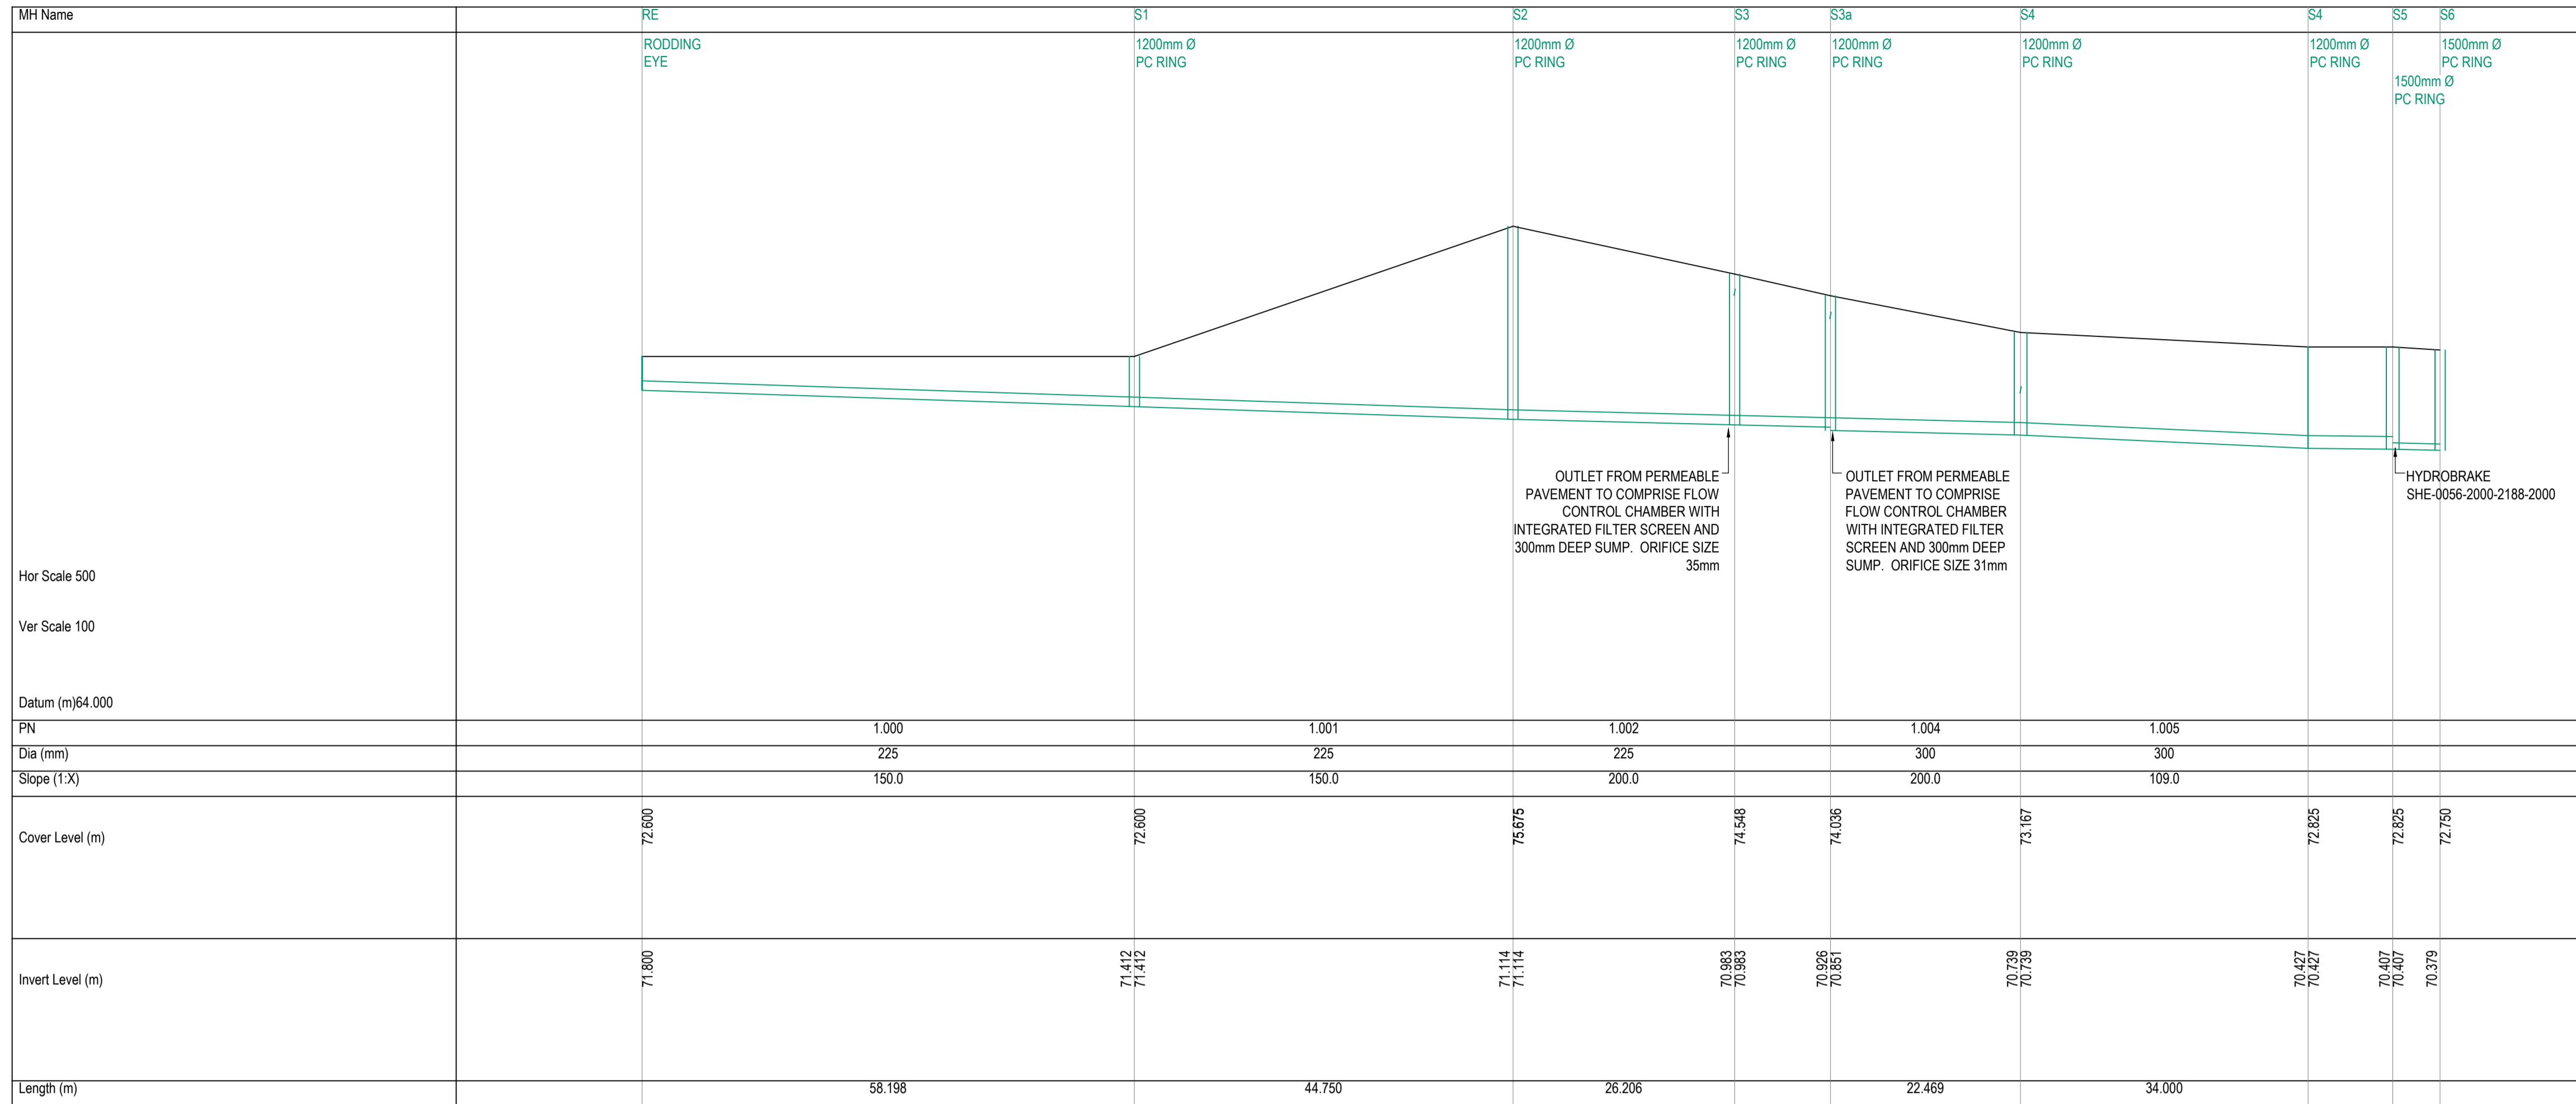 MH Name
RE S1 S2 S3 S3a S4 S4 S5 S6
RODDING
EYE
1200mm Ø
PC RING
1200mm Ø
PC RING
1200mm Ø
PC RING
1200mm Ø
PC RING
1200mm Ø
PC RING
1200mm Ø
PC RING
1500mm Ø
PC RING
1500mm Ø
PC RING
OUTLET FROM PERMEABLE
PAVEMENT TO COMPRISE FLOW
CONTROL CHAMBER WITH
INTEGRATED FILTER SCREEN AND
300mm DEEP SUMP. ORIFICE SIZE
35mm
OUTLET FROM PERMEABLE
PAVEMENT TO COMPRISE
FLOW CONTROL CHAMBER
WITH INTEGRATED FILTER
SCREEN AND 300mm DEEP
SUMP. ORIFICE SIZE 31mm
HYDROBRAKE
SHE-0056-2000-2188-2000
Hor Scale 500
Ver Scale 100
Datum (m)64.000
PN 1.000 1.001 1.002 1.004 1.005
Dia (mm) 225 225 225 300 300
Slope (1:X) 150.0 150.0 200.0 200.0 109.0
Cover Level (m) 72.600 72.600 75.675 74.548 74.036 73.167 72.825 72.825 72.750
Invert Level (m) 71.800 71.412 71.412 71.114 71.114 70.983 70.983 70.926 70.851 70.739 70.739 70.427 70.427 70.407 70.407 70.379
Length (m) 58.198 44.750 26.206 22.469 34.000